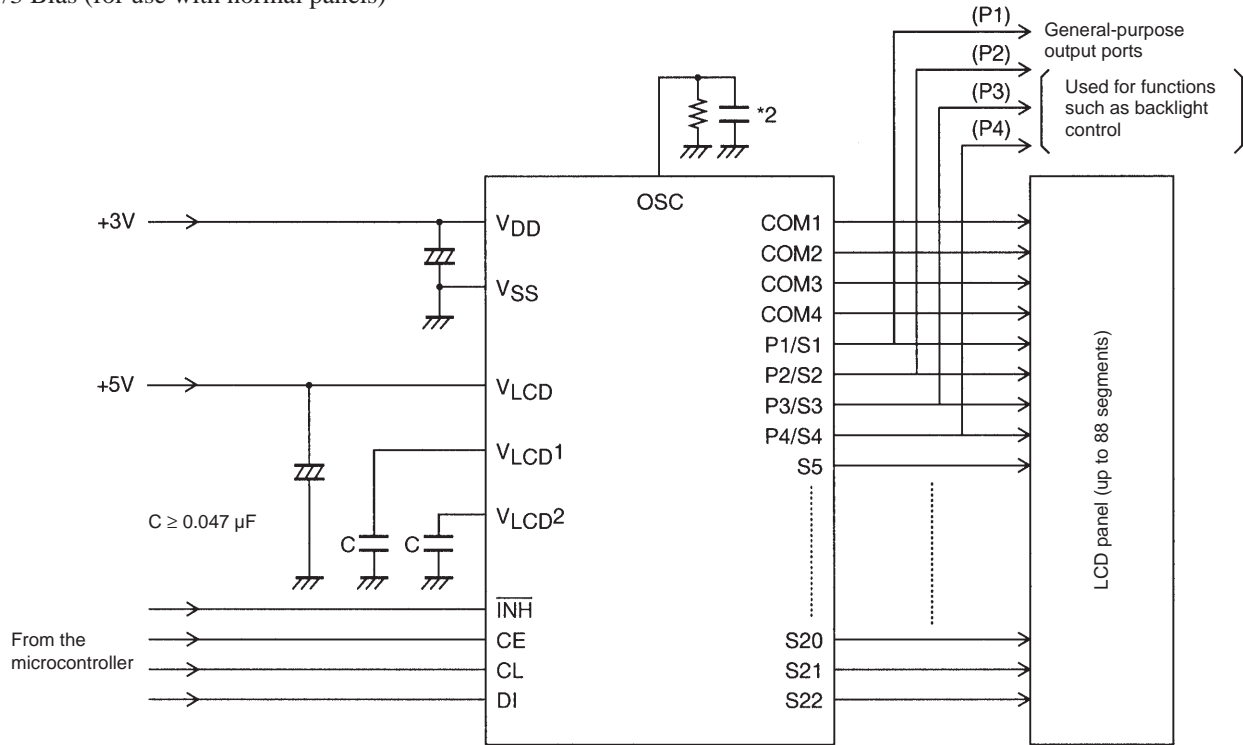 /3 Bias (for use with normal panels)
(P1)
General-purpose
output ports
(P2)
(P3)
Used for functions
such as backlight
control
(P4)
*2
OSC
+3V
VDD
VSS
+5V
VLCD
VLCD1
VLCD2
C ≥ 0.047 µF
C
C
From the
microcontroller
INH
CE
CL
DI
COM1
COM2
COM3
COM4
P1/S1
P2/S2
P3/S3
P4/S4
S5
S20
S21
S22
LCD panel (up to 88 segments)